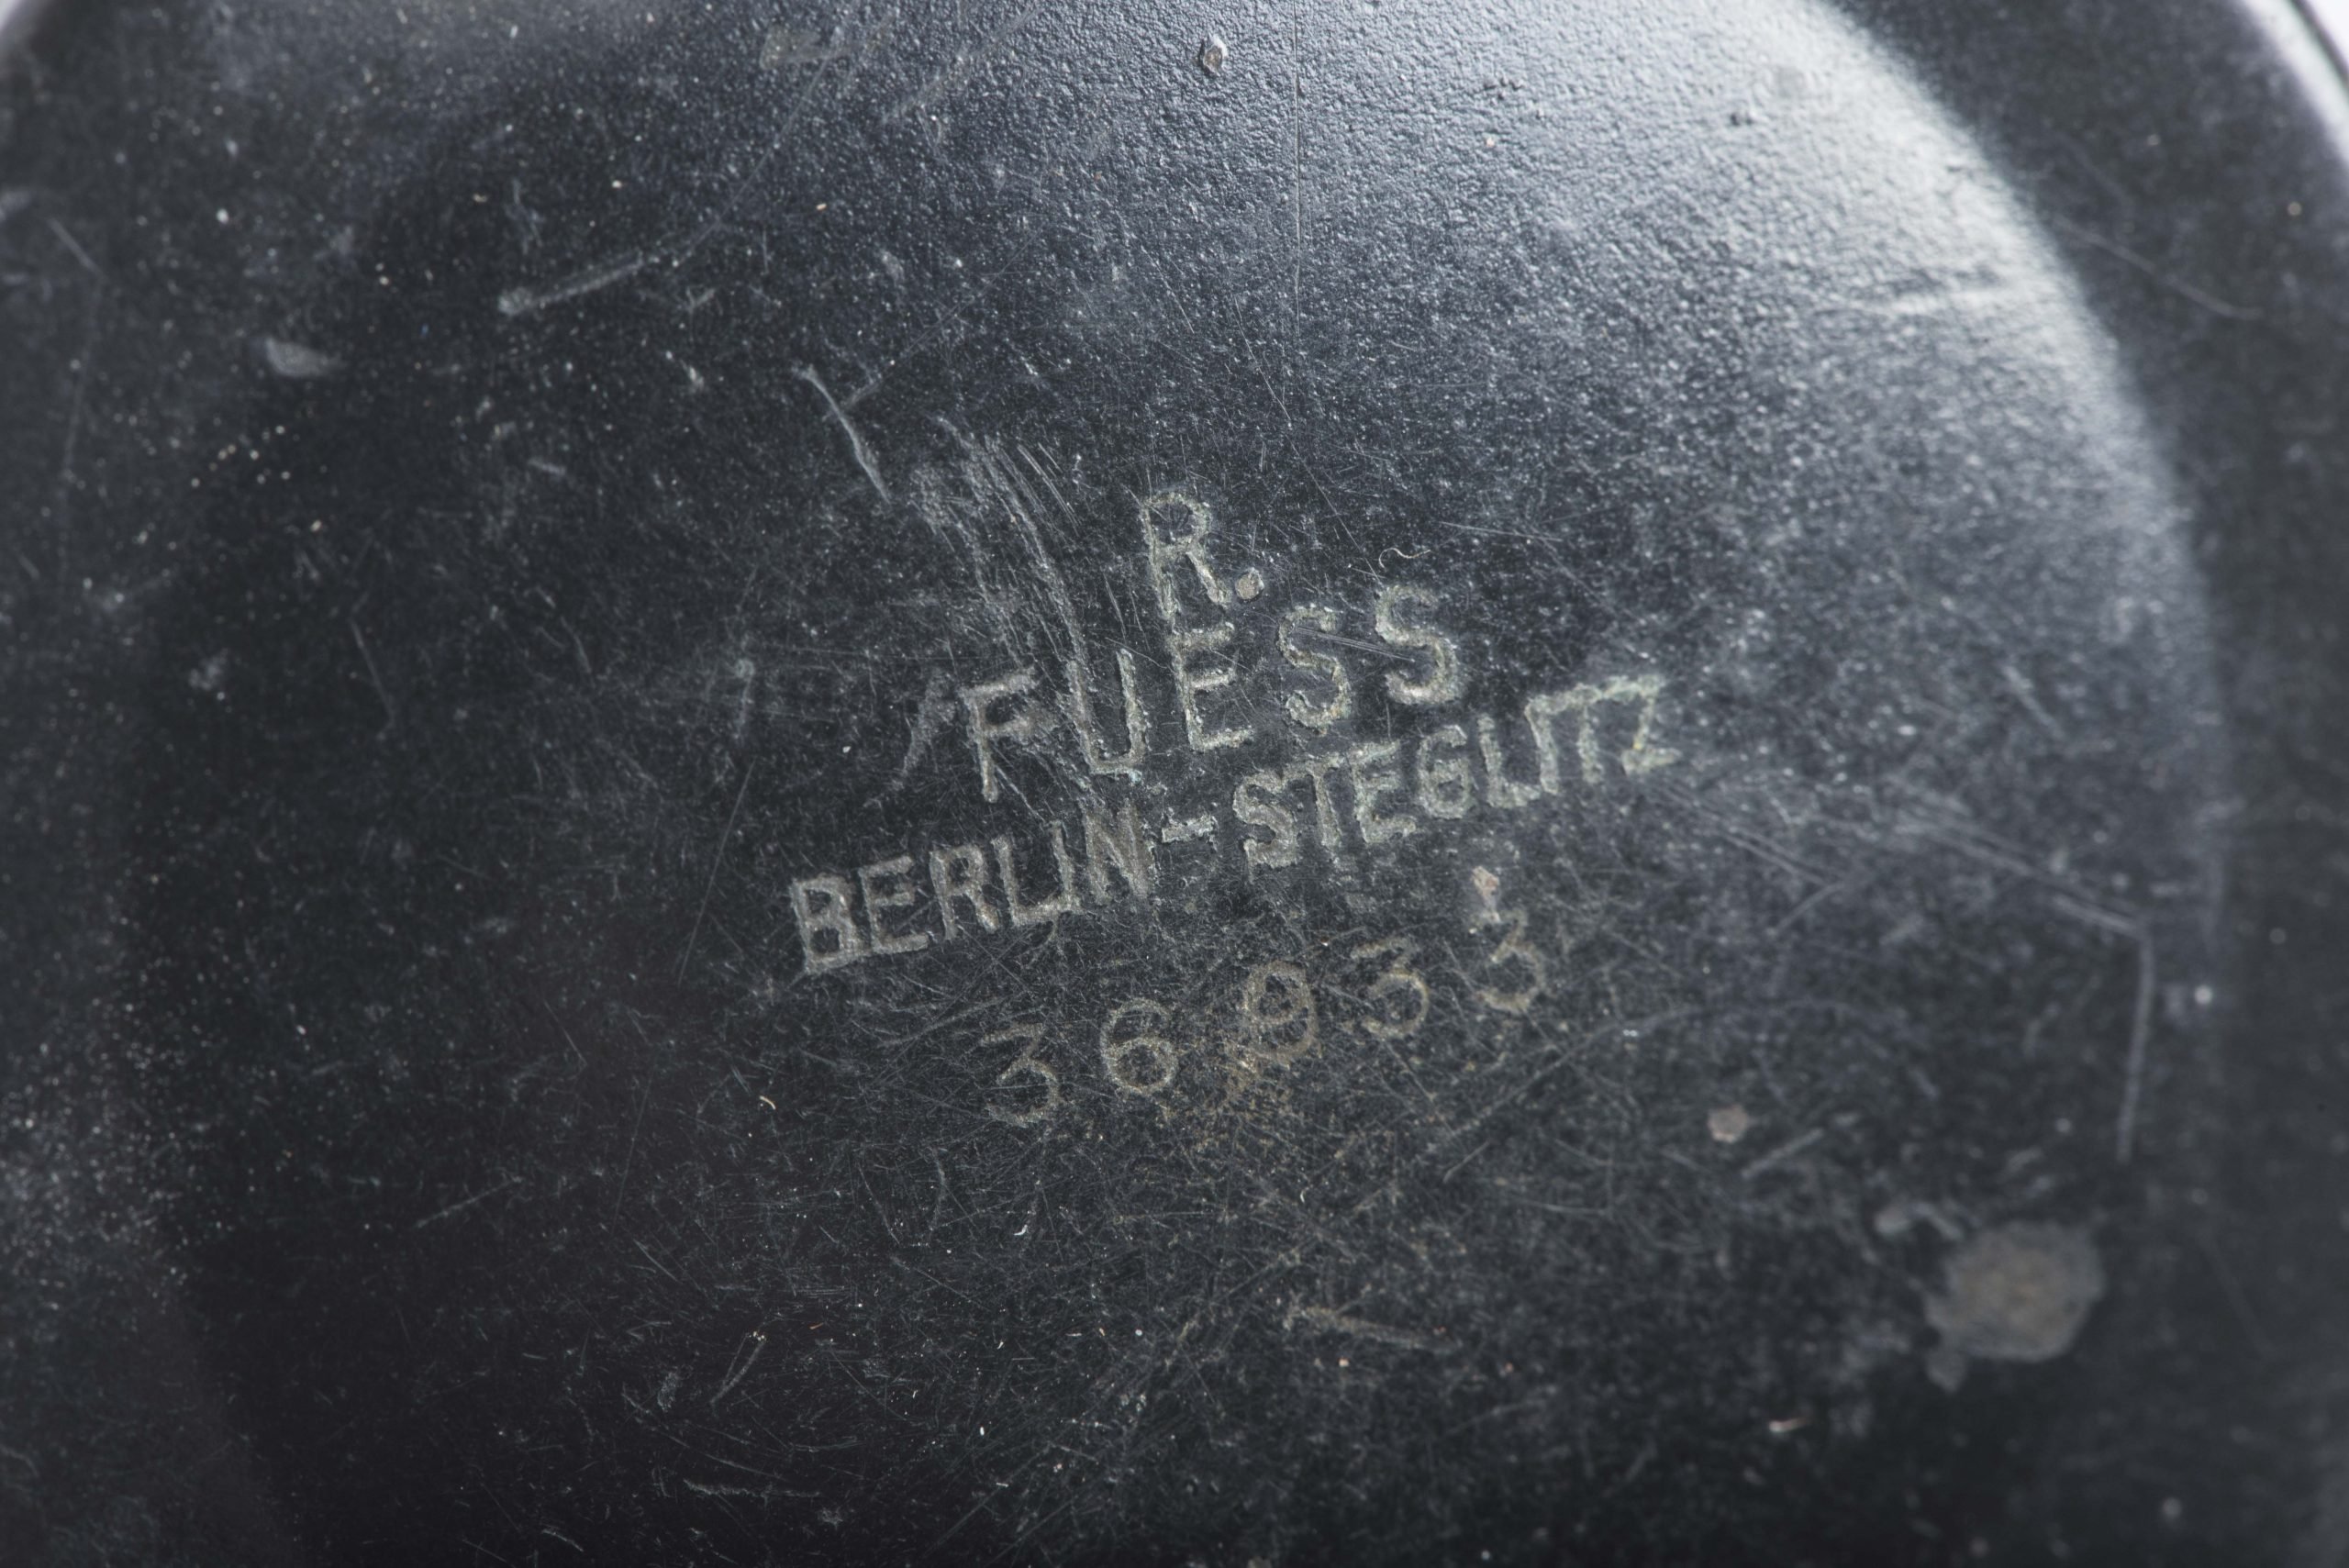 R.
FUESS
BERLIN-STEGLITZ
36933